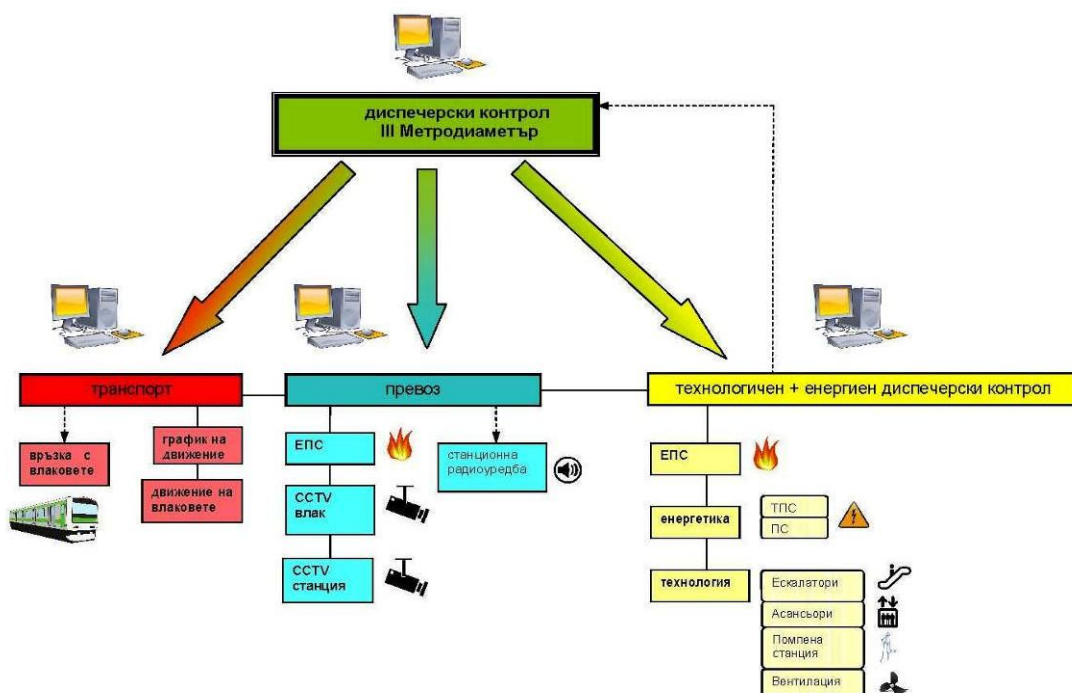 диспечерски контрол
III Метродиаметър
транспорт
превоз
технологичен + енергиен диспечерски контрол
връзка с
влаковете
график на
движение
движение на
влаковете
ЕПС
CCTV
влак
CCTV
станция
станционна
радиоуредба
ЕПС
енергетика
ТПС
ПС
технология
Ескалатори
Асансьори
Помпена
станция
Вентилация